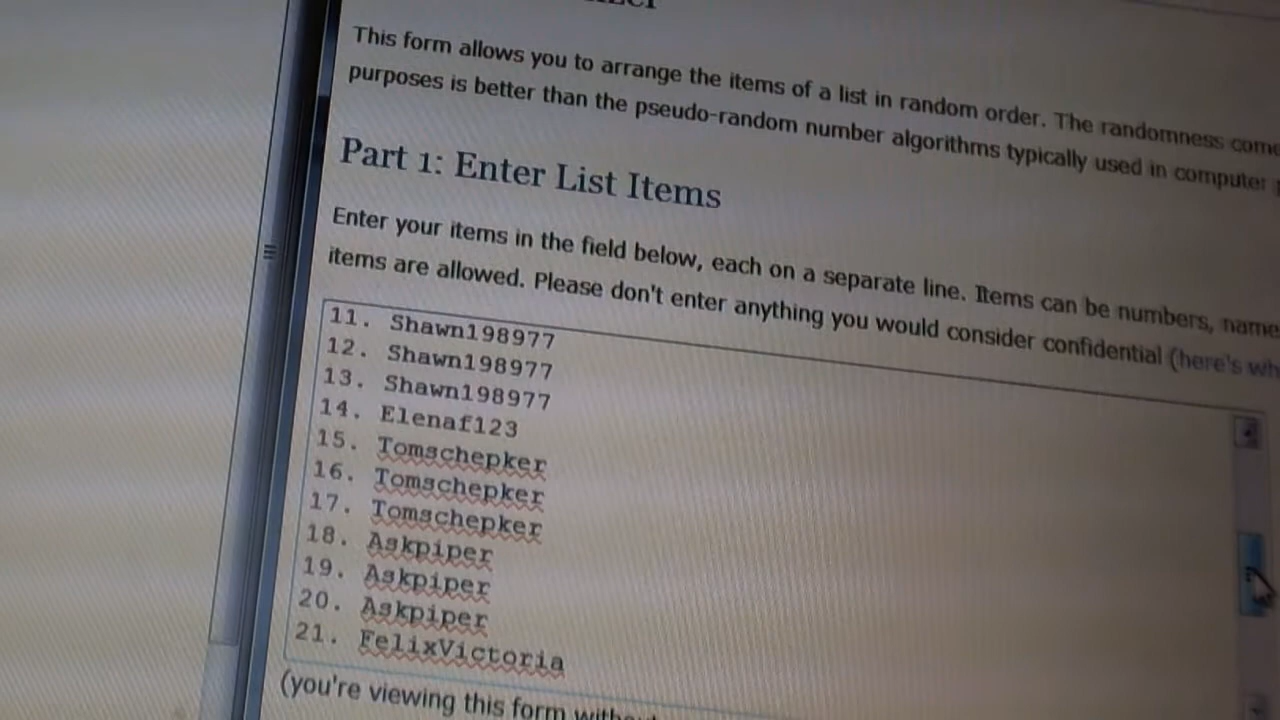 This form allows you to arrange the items of a list in random order. The randomness
purposes is better than the pseudo-random number algorithms typically used in computer
Part 1: Enter List Items
Enter your items in the field below, each on a separate line. Items can be numbers,
items are allowed. Please don't enter anything you would consider confidential (here's
11. Shawn198977
12. Shawn198977
13. Shawn198977
14. Elenaf123
15. Tomschepker
16. Tomschepker
17. Tomschepker
18. Askpiper
19. Askpiper
20. Askpiper
21. FelixVictoria
(you're viewing this form